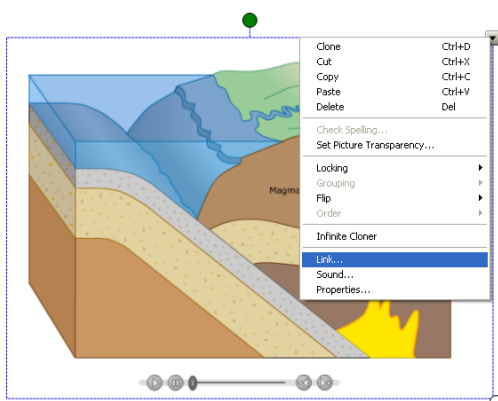 Clone Ctrl+D
Cut Ctrl+X
Copy Ctrl+C
Paste Ctrl+V
Delete Del
Check Spelling...
Set Picture Transparency...
Locking
Grouping
Flip
Order
Infinite Cloner
Link...
Sound...
Properties...
Magma